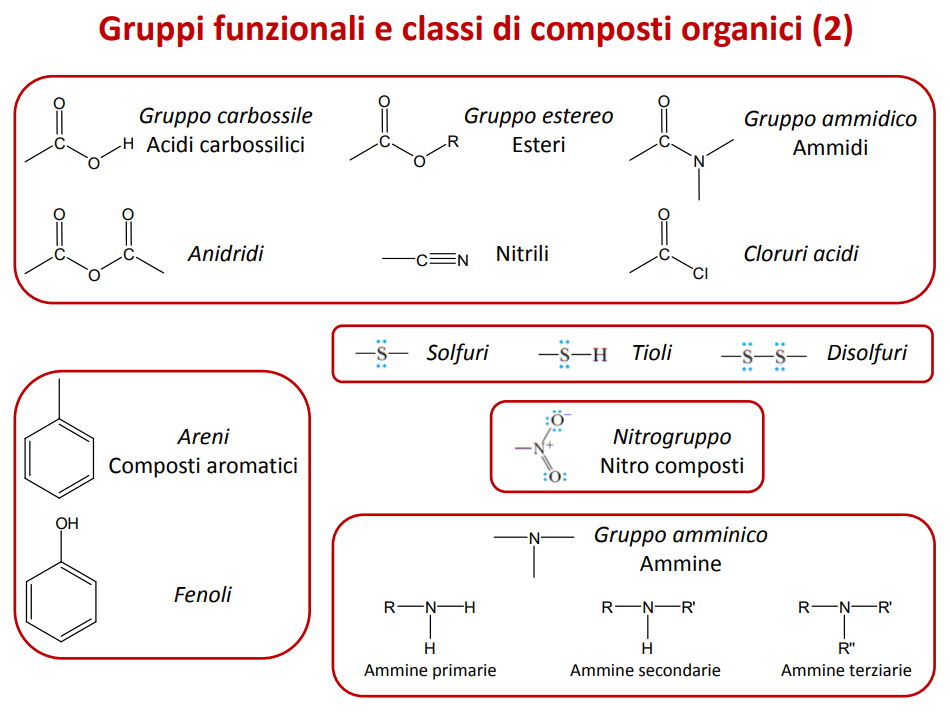 Gruppi funzionali e classi di composti organici (2)
O
C
O
H
Gruppo carbossile
Acidi carbossilici
O
C
O
R
Gruppo estereo
Esteri
O
C
N
Gruppo ammidico
Ammidi
O
C
O
O
C
Anidridi
C
N
Nitrili
O
C
Cl
Cloruri acidi
S
Solfuri
S
H
Tioli
S
S
Disolfuri
Areni
Composti aromatici
OH
Fenoli
O−
N+
O
Nitrogruppo
Nitro composti
N
Gruppo amminico
Ammine
R
N
H
H
Ammine primarie
R
N
R'
H
Ammine secondarie
R
N
R'
R"
Ammine terziarie